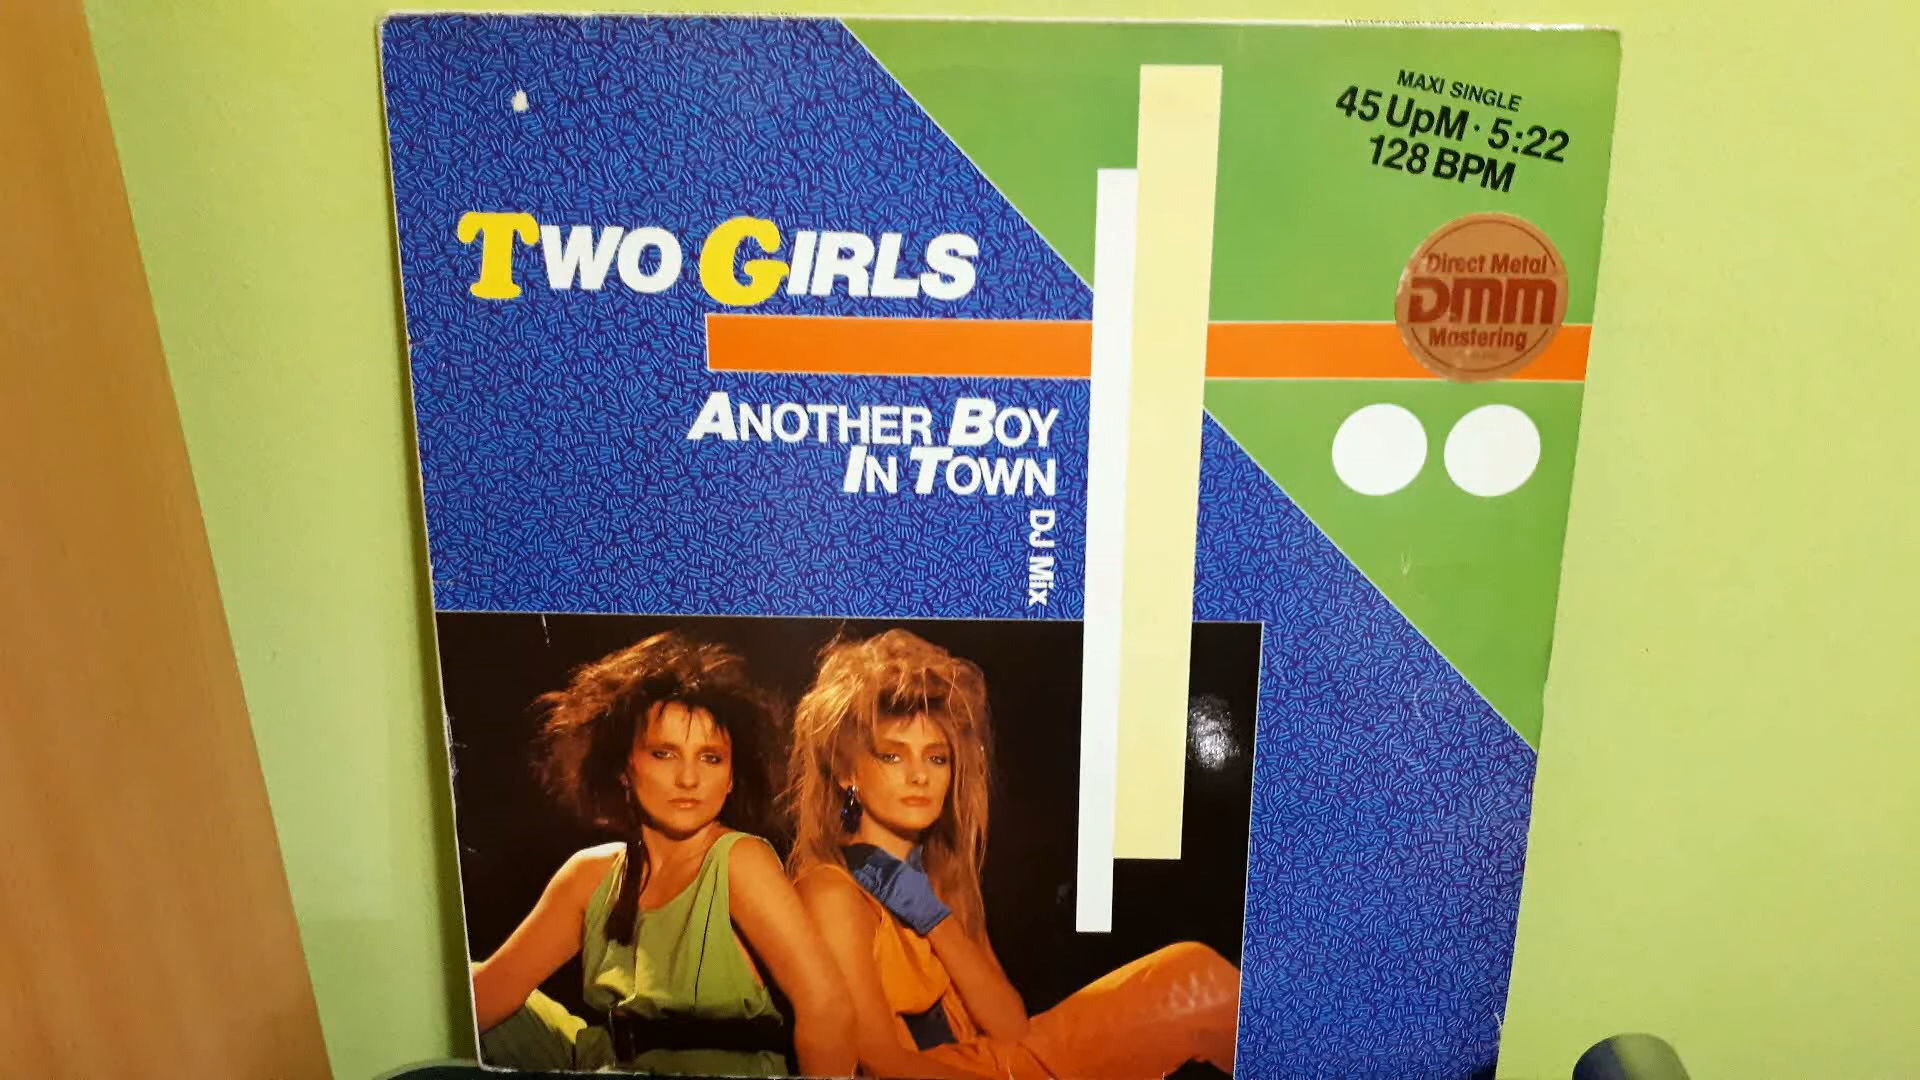 MAXI SINGLE
45 UpM · 5:22
128 BPM
TWO GIRLS
Direct Metal
DMM
Mastering
ANOTHER BOY
IN TOWN
DJ Mix